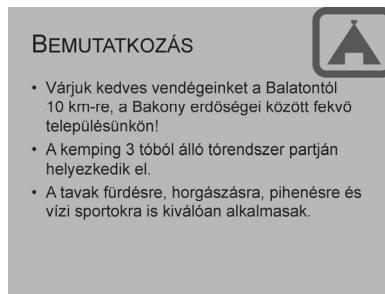 BEMUTATKOZÁS
• Várjuk kedves vendégeinket a Balatontól
10 km-re, a Bakony erdőségei között fekvő
településünkön!
• A kemping 3 tóból álló tórendszer partján
helyezkedik el.
• A tavak fürdésre, horgászásra, pihenésre és
vízi sportokra is kiválóan alkalmasak.